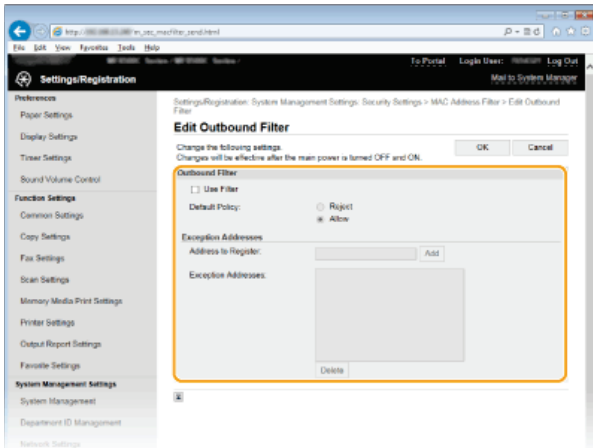 http://
m_sec_macfilter_send.html
File Edit View Favorites Tools Help
To Portal Login User: Log Out
Settings/Registration
Mail to System Manager
Preferences
Paper Settings
Display Settings
Timer Settings
Sound Volume Control
Function Settings
Common Settings
Copy Settings
Fax Settings
Scan Settings
Memory Media Print Settings
Printer Settings
Output Report Settings
Favorite Settings
System Management Settings
System Management
Department ID Management
Network Settings
Settings/Registration: System Management Settings: Security Settings > MAC Address Filter > Edit Outbound
Filter
Edit Outbound Filter
Change the following settings.
Changes will be effective after the main power is turned OFF and ON.
OK Cancel
Outbound Filter
Use Filter
Default Policy: Reject
Allow
Exception Addresses
Address to Register: Add
Exception Addresses:
Delete